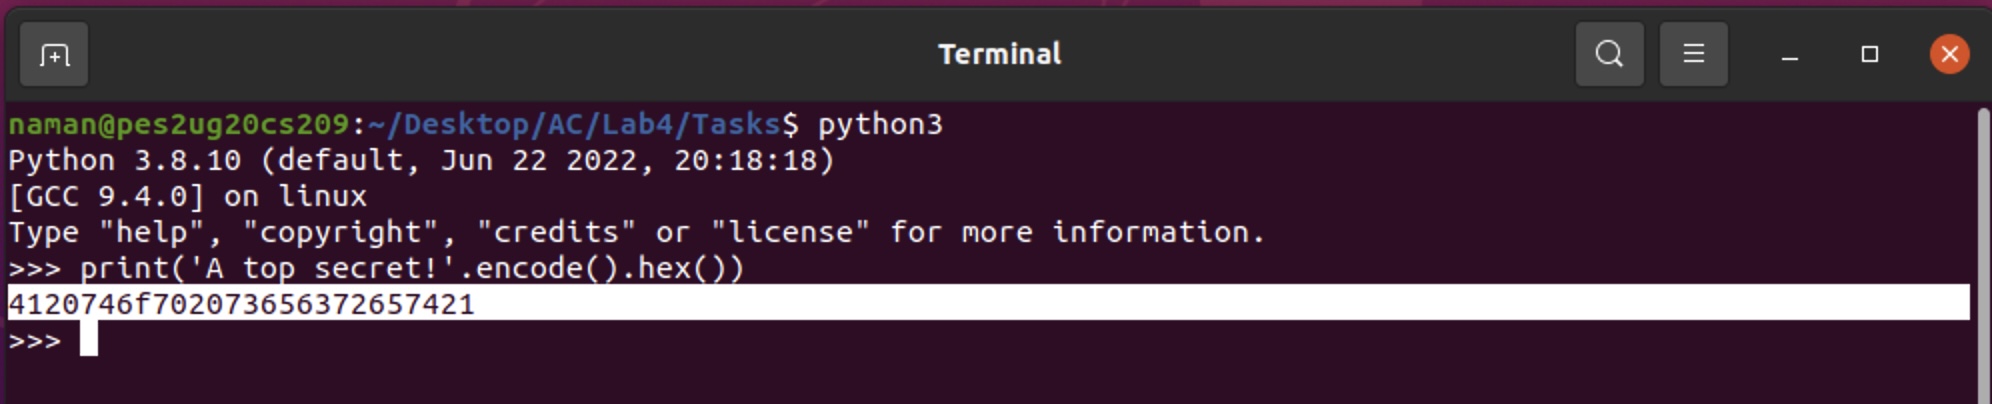 Terminal
naman@pes2ug20cs209:~/Desktop/AC/Lab4/Tasks$ python3
Python 3.8.10 (default, Jun 22 2022, 20:18:18)
[GCC 9.4.0] on linux
Type "help", "copyright", "credits" or "license" for more information.
>>> print('A top secret!'.encode().hex())
4120746f702073656372657421
>>>